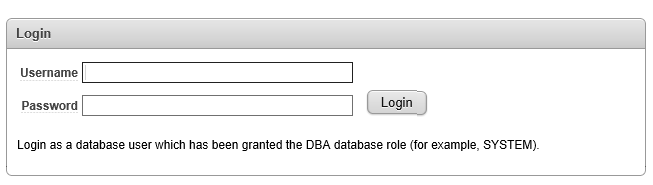 Login
Username
Password
Login
Login as a database user which has been granted the DBA database role (for example, SYSTEM).